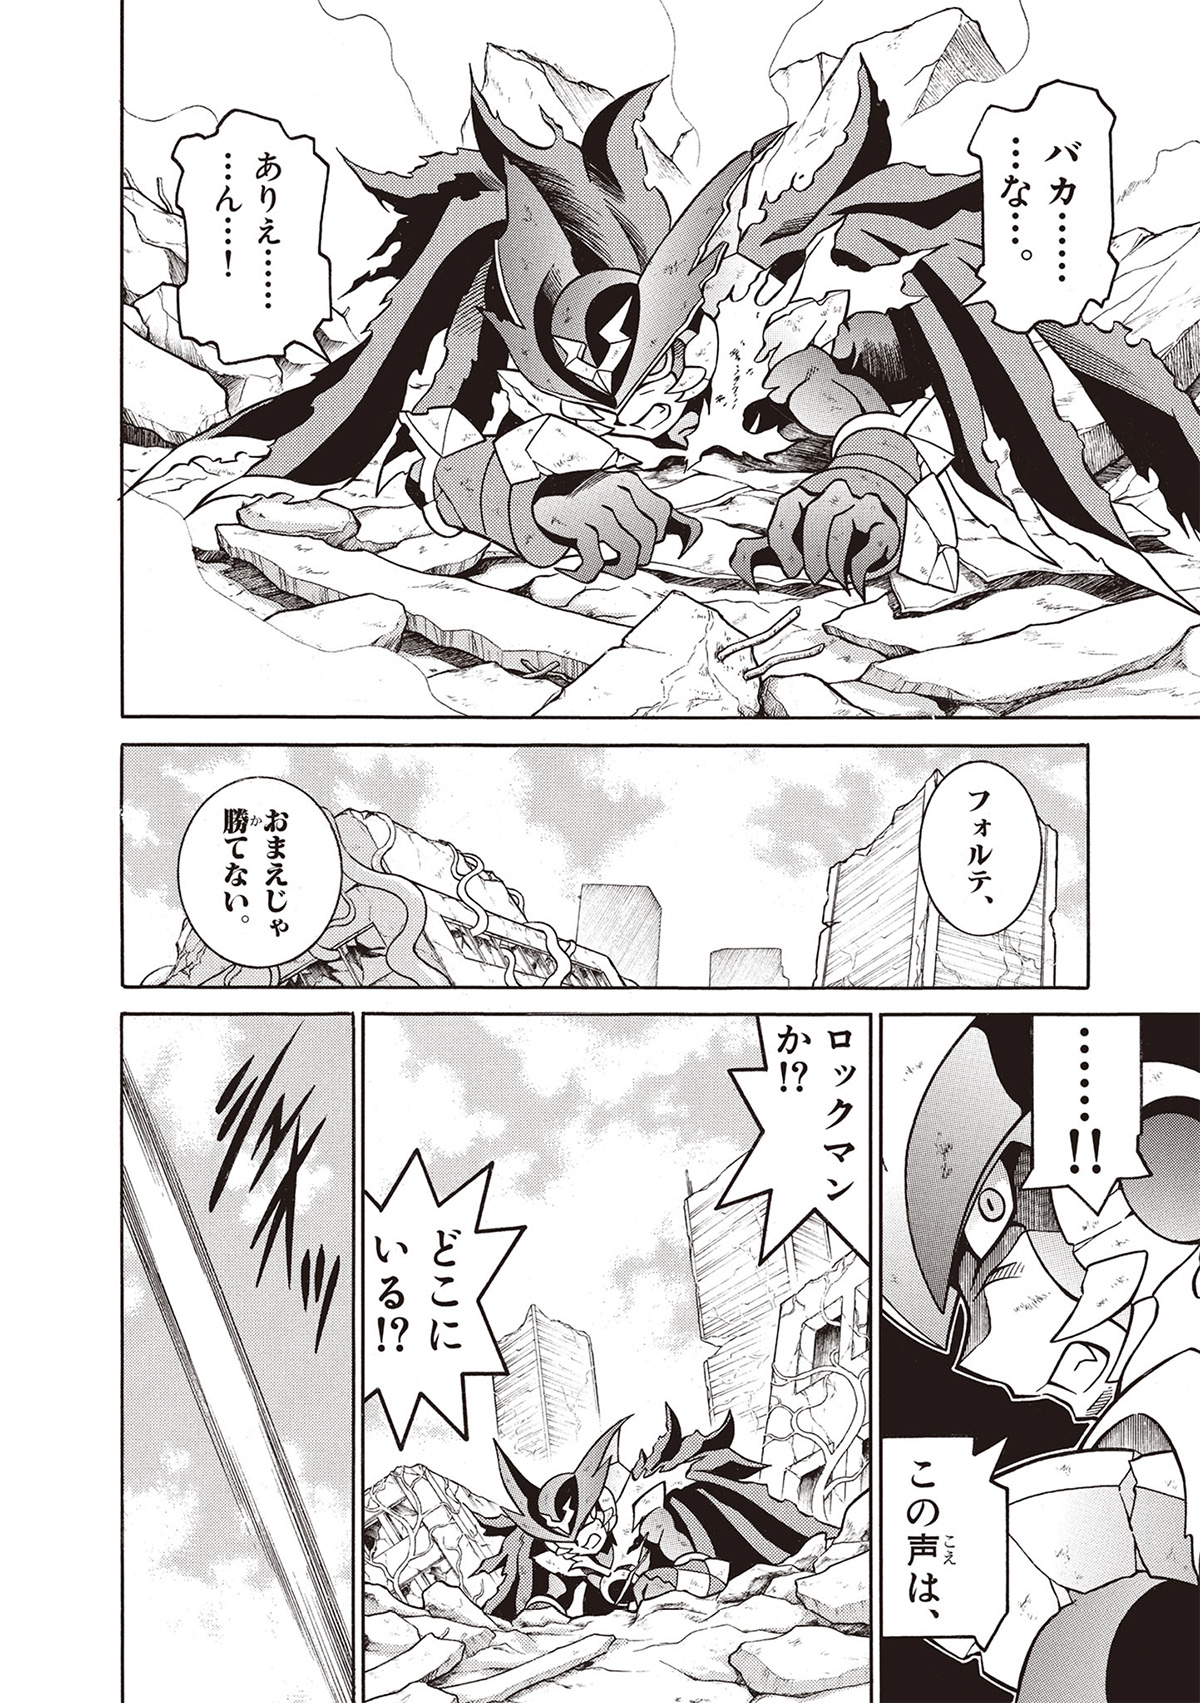 バカ……
…な…。
ありえ……
…ん…！
フォルテ、
おまえじゃ
勝てない。
………!!
この声は、
ロックマン
か!?
どこに
いる!?